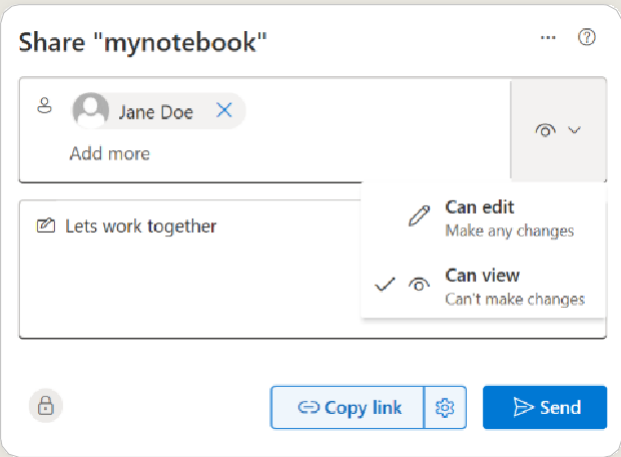 Share "mynotebook"
Jane Doe
Add more
Can edit
Make any changes
Lets work together
Can view
Can't make changes
Copy link
Send